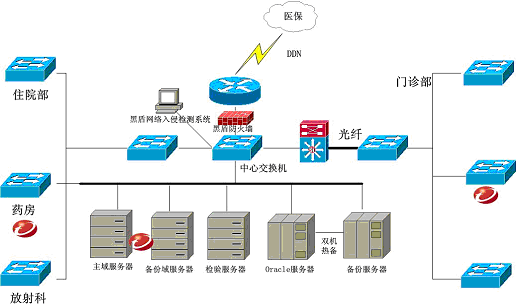 医保
DDN
住院部
门诊部
黑盾网络入侵检测系统
黑盾防火墙
光纤
中心交换机
药房
双机
热备
主域服务器
备份域服务器
检验服务器
Oracle服务器
备份服务器
放射科